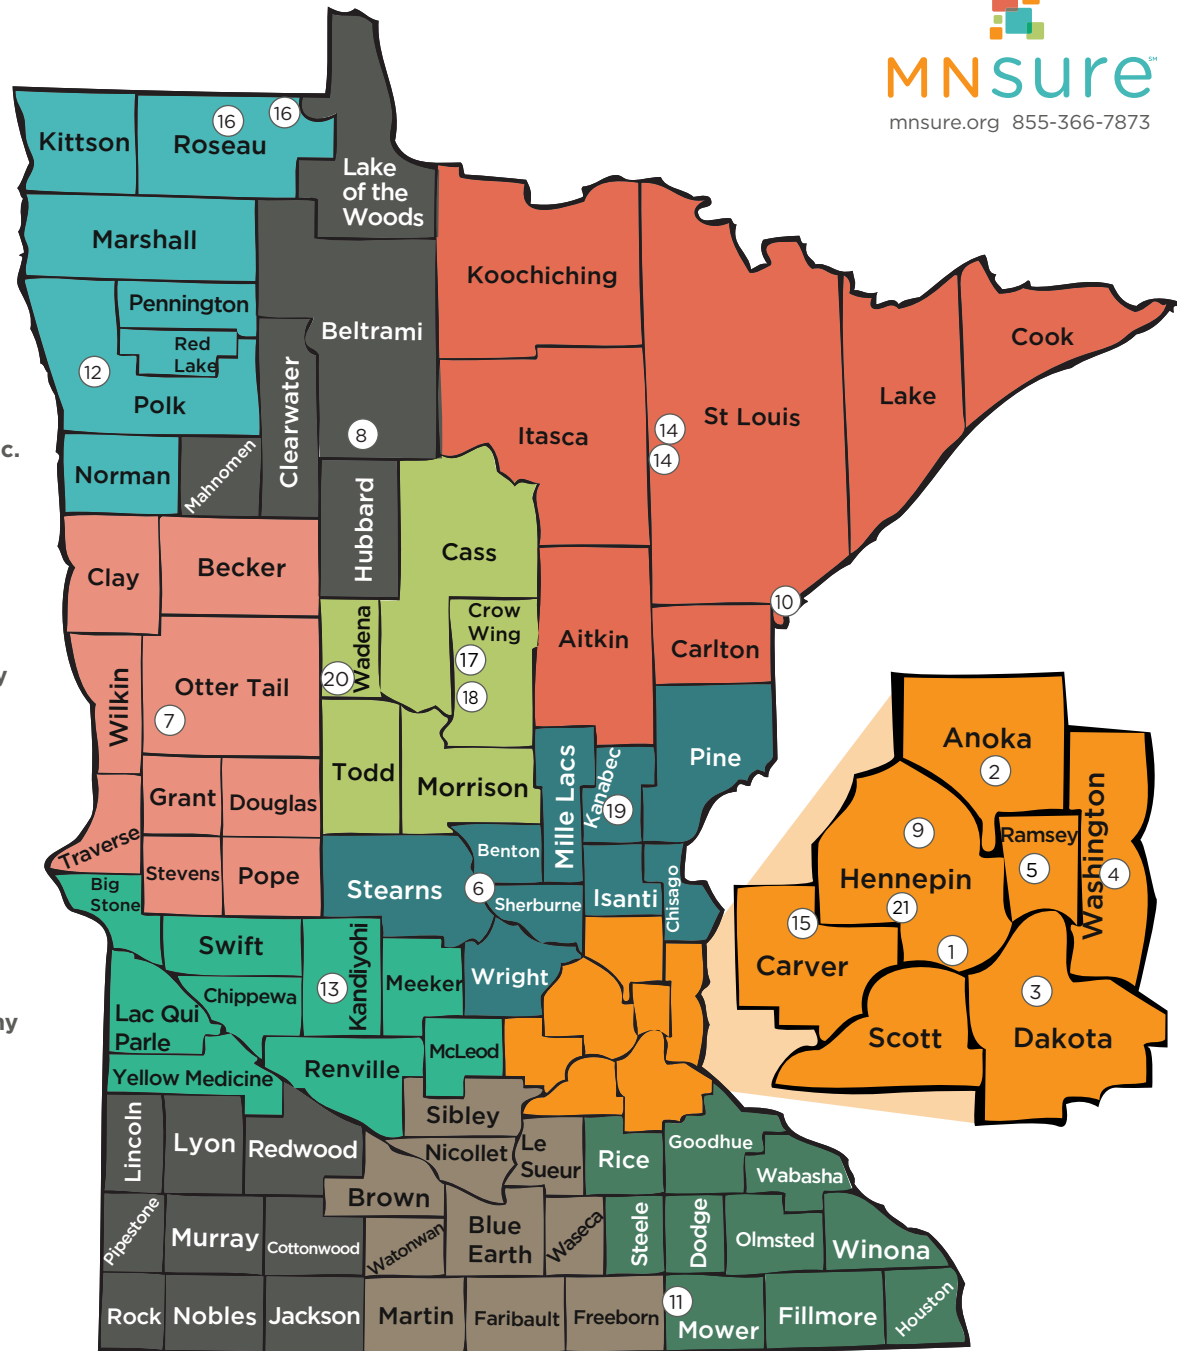 MNsure
SM
mnsure.org 855-366-7873
16
16
Kittson
Roseau
Lake
of the
Woods
Marshall
Koochiching
Pennington
Beltrami
Red
Lake
Cook
12
Polk
Clearwater
Lake
St Louis
14
14
8
Itasca
c.
Norman
Mahnomen
Hubbard
Cass
Clay
Becker
10
Wadena
Crow
Wing
17
18
Aitkin
Carlton
20
y
Wilkin
Otter Tail
7
Pine
Todd
Morrison
Mille Lacs
Kanabec
19
Grant
Douglas
Traverse
Stevens
Pope
Benton
Stearns
6
Sherburne
Isanti
Chisago
Big
Stone
Swift
Kandiyohi
13
Meeker
Wright
Chippewa
Lac Qui
Parle
ny
Renville
McLeod
Yellow Medicine
Sibley
Lincoln
Lyon
Redwood
Nicollet
Le
Sueur
Rice
Goodhue
Wabasha
Brown
Pipestone
Murray
Cottonwood
Watonwan
Blue
Earth
Waseca
Steele
Dodge
Olmsted
Winona
Rock
Nobles
Jackson
Martin
Faribault
Freeborn
11
Mower
Fillmore
Houston
Anoka
2
Washington
4
9
Ramsey
5
Hennepin
21
15
Carver
1
3
Scott
Dakota